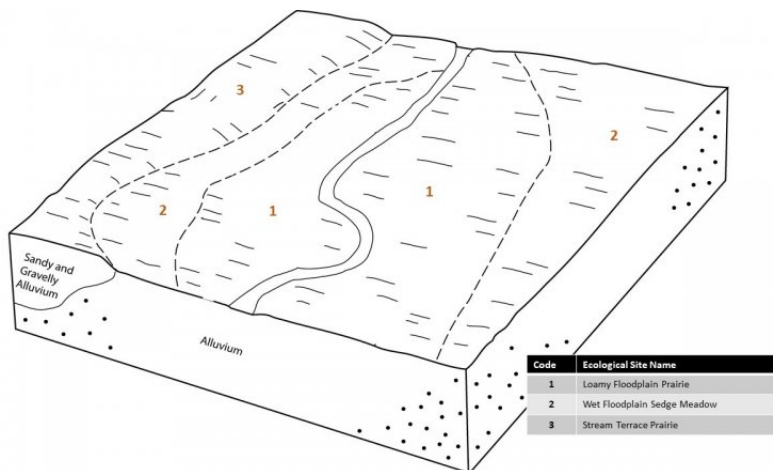 3
2
2
1
1
Sandy and
Gravelly
Alluvium
Alluvium
Code Ecological Site Name
1 Loamy Floodplain Prairie
2 Wet Floodplain Sedge Meadow
3 Stream Terrace Prairie